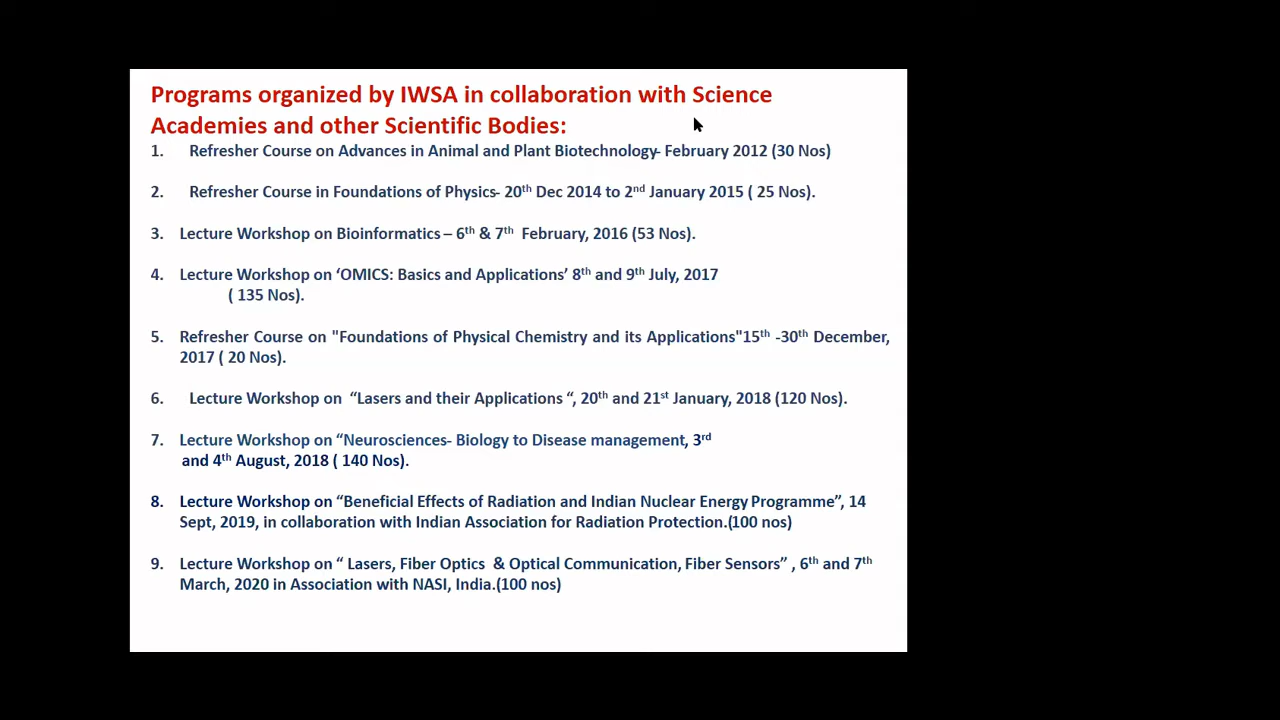 Programs organized by IWSA in collaboration with Science
Academies and other Scientific Bodies:
1. Refresher Course on Advances in Animal and Plant Biotechnology- February 2012 (30 Nos)
2. Refresher Course in Foundations of Physics- 20th Dec 2014 to 2nd January 2015 ( 25 Nos).
3. Lecture Workshop on Bioinformatics – 6th & 7th February, 2016 (53 Nos).
4. Lecture Workshop on ‘OMICS: Basics and Applications’ 8th and 9th July, 2017
( 135 Nos).
5. Refresher Course on "Foundations of Physical Chemistry and its Applications"15th -30th December,
2017 ( 20 Nos).
6. Lecture Workshop on “Lasers and their Applications “, 20th and 21st January, 2018 (120 Nos).
7. Lecture Workshop on “Neurosciences- Biology to Disease management, 3rd
and 4th August, 2018 ( 140 Nos).
8. Lecture Workshop on “Beneficial Effects of Radiation and Indian Nuclear Energy Programme”, 14
Sept, 2019, in collaboration with Indian Association for Radiation Protection.(100 nos)
9. Lecture Workshop on “ Lasers, Fiber Optics & Optical Communication, Fiber Sensors” , 6th and 7th
March, 2020 in Association with NASI, India.(100 nos)